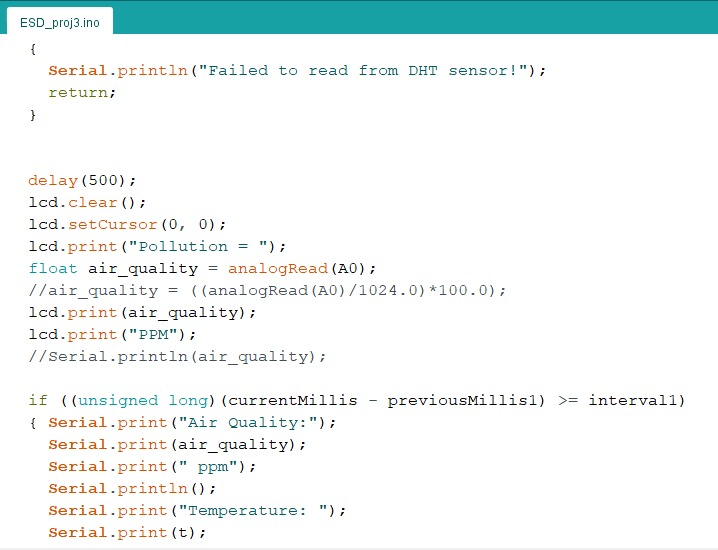 ESD_proj3.ino
{
Serial.println("Failed to read from DHT sensor!");
return;
}
delay(500);
lcd.clear();
lcd.setCursor(0, 0);
lcd.print("Pollution = ");
float air_quality = analogRead(A0);
//air_quality = ((analogRead(A0)/1024.0)*100.0);
lcd.print(air_quality);
lcd.print("PPM");
//Serial.println(air_quality);
if ((unsigned long)(currentMillis - previousMillis1) >= interval1)
{ Serial.print("Air Quality:");
Serial.print(air_quality);
Serial.print(" ppm");
Serial.println();
Serial.print("Temperature: ");
Serial.print(t);